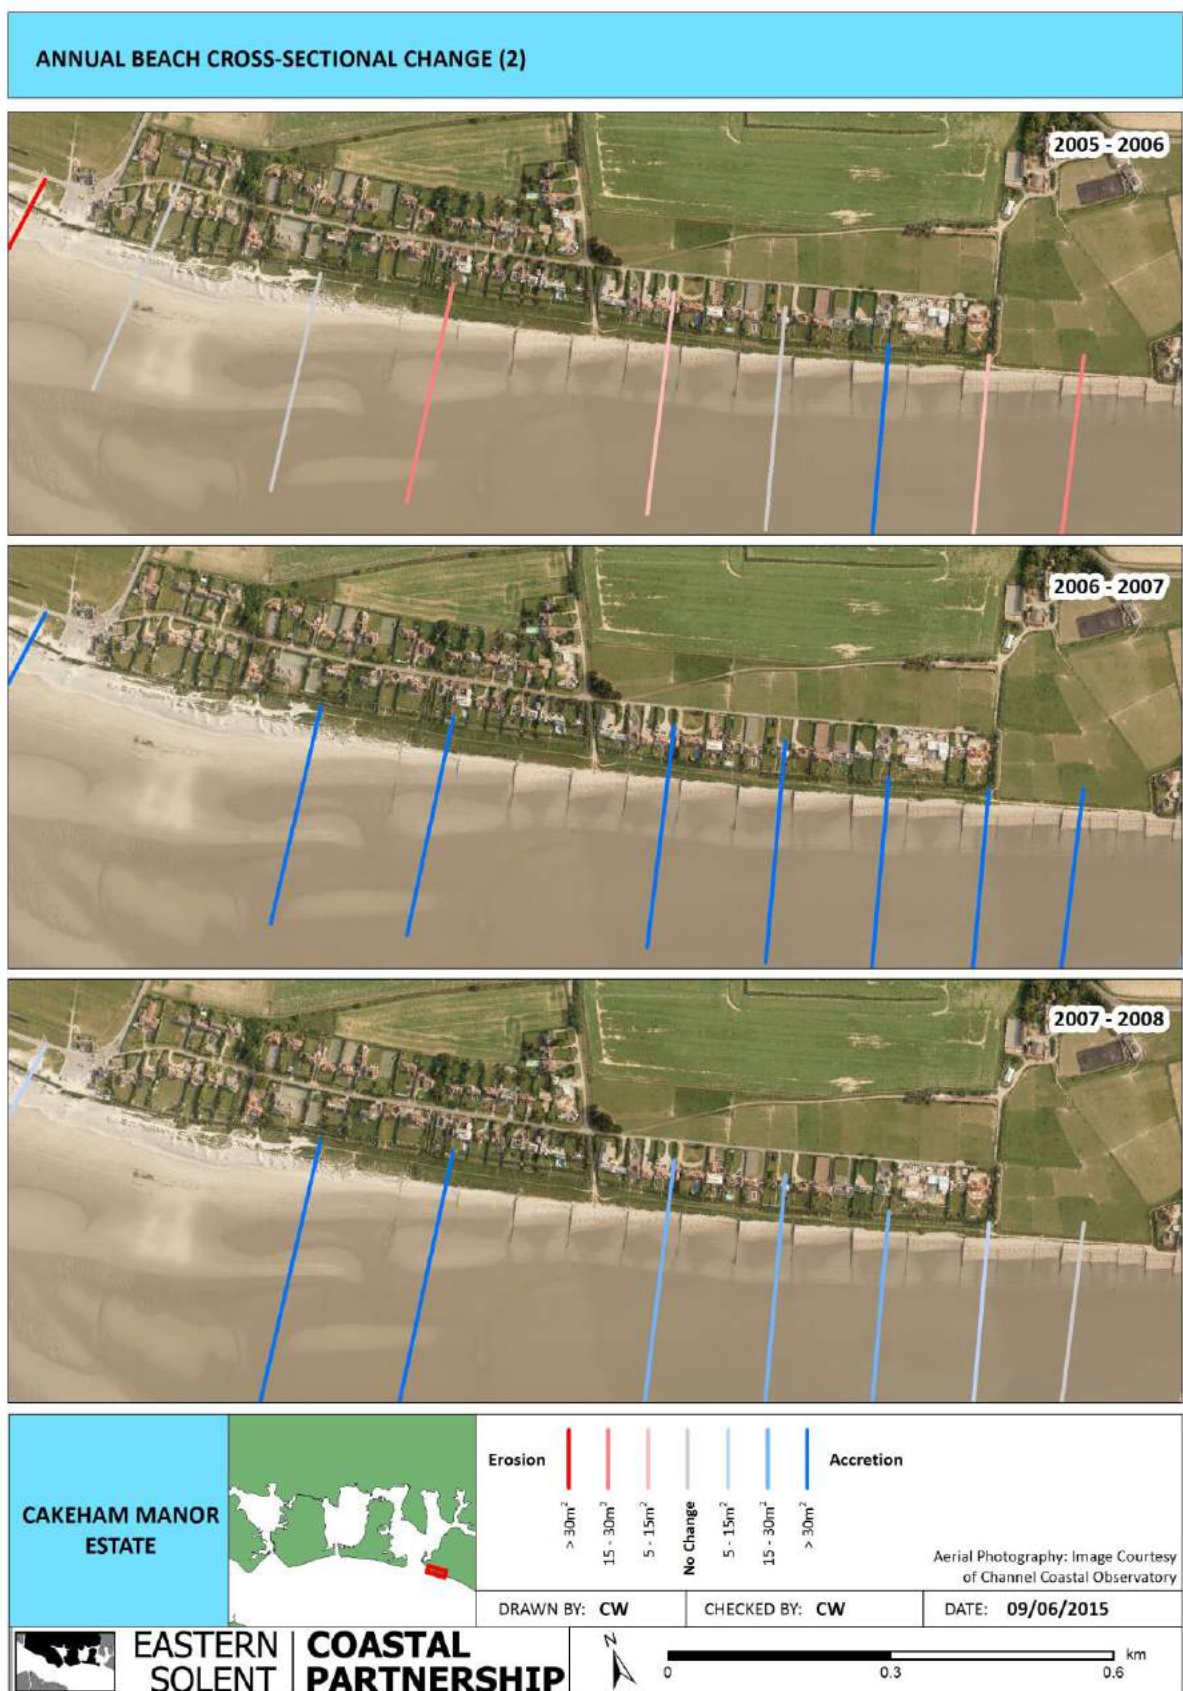 ANNUAL BEACH CROSS-SECTIONAL CHANGE (2)
2005 - 2006
2006 - 2007
2007 - 2008
CAKEHAM MANOR
ESTATE
Erosion
> 30m²
15 - 30m²
5 - 15m²
No Change
5 - 15m²
15 - 30m²
> 30m²
Accretion
Aerial Photography: Image Courtesy
of Channel Coastal Observatory
DRAWN BY: CW
CHECKED BY: CW
DATE: 09/06/2015
EASTERN
SOLENT
COASTAL
PARTNERSHIP
N
0
0.3
0.6
km